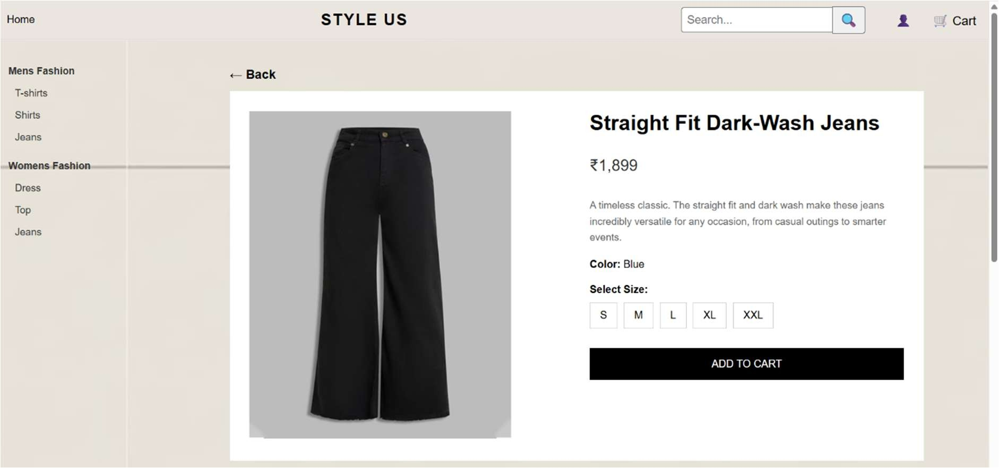 Home
STYLE US
Search...
Cart
Mens Fashion
T-shirts
Shirts
Jeans
Womens Fashion
Dress
Top
Jeans
← Back
Straight Fit Dark-Wash Jeans
₹1,899
A timeless classic. The straight fit and dark wash make these jeans
incredibly versatile for any occasion, from casual outings to smarter
events.
Color: Blue
Select Size:
S M L XL XXL
ADD TO CART